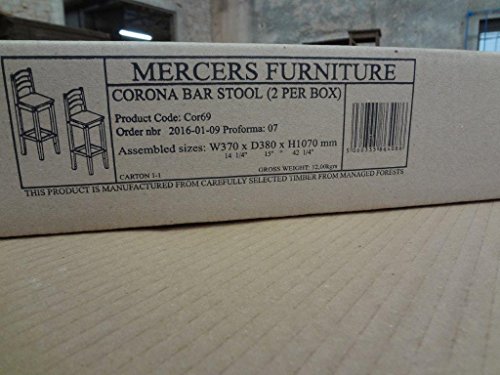 MERCERS FURNITURE
CORONA BAR STOOL (2 PER BOX)
Product Code: Cor69
Order nbr 2016-01-09 Proforma: 07
Assembled sizes: W370 x D380 x H1070 mm
14 1/4" 15" " 42 1/4"
CARTON 1-1
GROSS WEIGHT: 12,00kgrs
THIS PRODUCT IS MANUFACTURED FROM CAREFULLY SELECTED TIMBER FROM MANAGED FORESTS